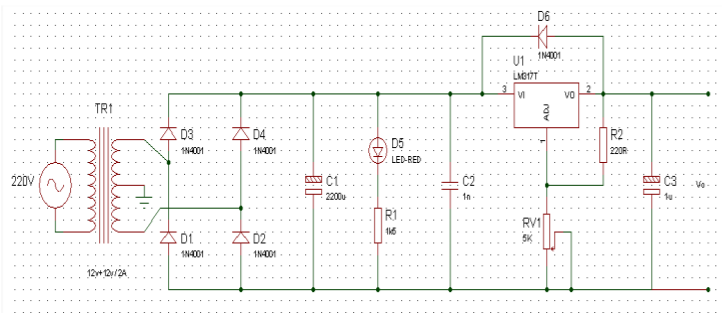 D6
1N4001
U1
LM317T
3
VI
VO
2
ADJ
1
TR1
220V
12v+12v/2A
D3
1N4001
D4
1N4001
D1
1N4001
D2
1N4001
C1
2200u
D5
LED-RED
R1
1k5
C2
1n
R2
220R
RV1
5K
C3
1u
Vo